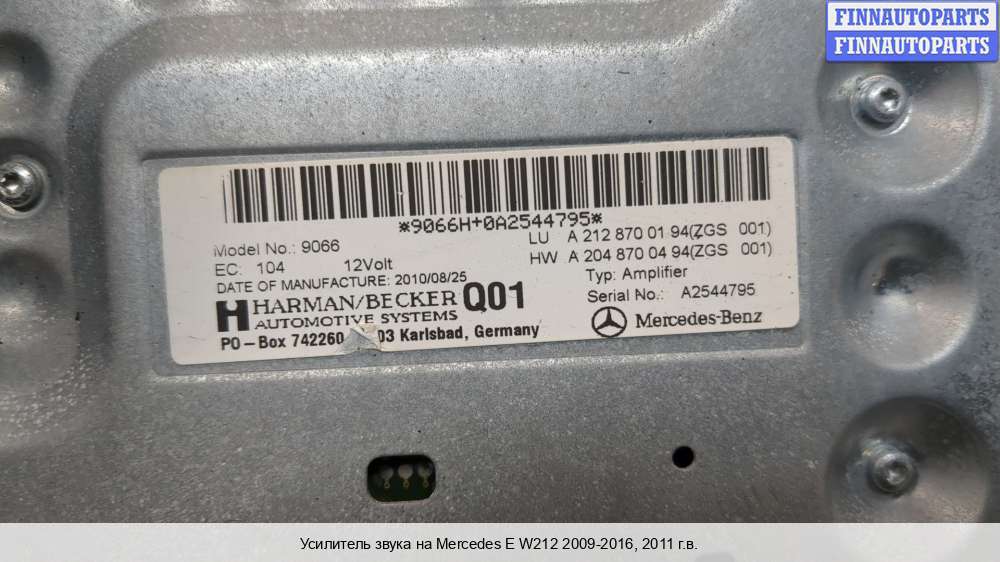 FINNAUTOPARTS
FINNAUTOPARTS
*9066H+0A2544795*
Model No.: 9066
LU A 212 870 01 94(ZGS 001)
EC: 104 12Volt
HW A 204 870 04 94(ZGS 001)
DATE OF MANUFACTURE: 2010/08/25
Typ: Amplifier
HARMAN/BECKER Q01
Serial No.: A2544795
AUTOMOTIVE SYSTEMS
Mercedes-Benz
PO-Box 742260 03 Karlsbad, Germany
Усилитель звука на Mercedes E W212 2009-2016, 2011 г.в.